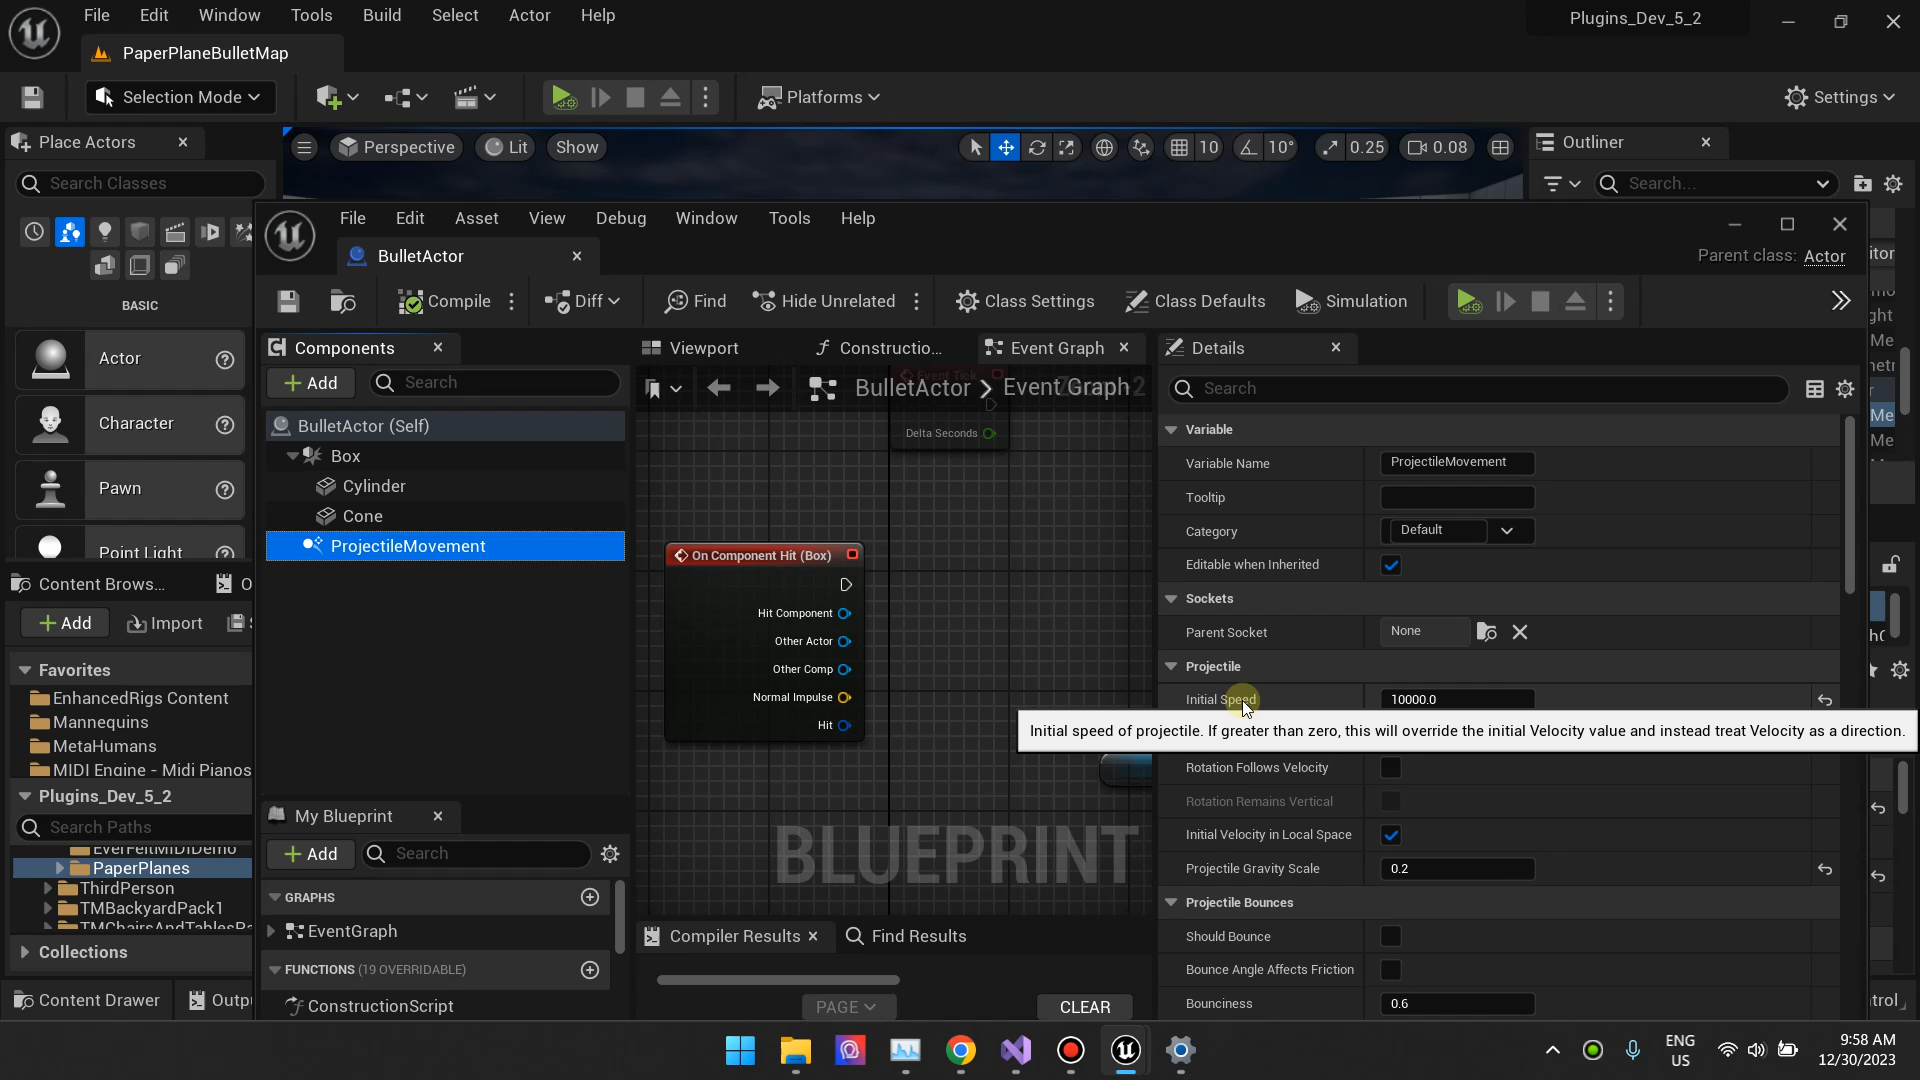 File Edit Window Tools Build Select Actor Help
Plugins_Dev_5_2
PaperPlaneBulletMap
Selection Mode
Platforms
Settings
Place Actors
Perspective
Lit
Show
10
10°
0.25
0.08
Outliner
Search Classes
Search...
File Edit Asset View Debug Window Tools Help
BulletActor
Parent class: Actor
BASIC
Compile
Diff
Find
Hide Unrelated
Class Settings
Class Defaults
Simulation
Actor
Character
Pawn
Point Light
Components
Add
Search
BulletActor (Self)
Box
Cylinder
Cone
ProjectileMovement
Viewport
Constructio...
Event Graph
BulletActor > Event Graph
Event Tick
Delta Seconds
On Component Hit (Box)
Hit Component
Other Actor
Other Comp
Normal Impulse
Hit
BLUEPRINT
Details
Search
Variable
Variable Name ProjectileMovement
Tooltip
Category Default
Editable when Inherited
Sockets
Parent Socket None
Projectile
Initial Speed 10000.0
Initial speed of projectile. If greater than zero, this will override the initial Velocity value and instead treat Velocity as a direction.
Rotation Follows Velocity
Rotation Remains Vertical
Initial Velocity in Local Space
Projectile Gravity Scale 0.2
Projectile Bounces
Should Bounce
Bounce Angle Affects Friction
Bounciness 0.6
Content Brows...
Add
Import
Favorites
EnhancedRigs Content
Mannequins
MetaHumans
MIDI Engine - Midi Pianos
Plugins_Dev_5_2
Search Paths
EverFeltMIDIDemo
PaperPlanes
ThirdPerson
TMBackyardPack1
TMChairsAndTablesPa
Collections
Content Drawer
Outp
My Blueprint
Add
Search
GRAPHS
EventGraph
FUNCTIONS (19 OVERRIDABLE)
ConstructionScript
Compiler Results
Find Results
PAGE
CLEAR
ENG
US
9:58 AM
12/30/2023